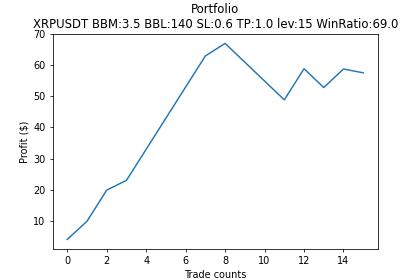 Portfolio
XRPUSDT BBM:3.5 BBL:140 SL:0.6 TP:1.0 lev:15 WinRatio:69.0
70
60
50
40
30
20
10
Profit ($)
0 2 4 6 8 10 12 14
Trade counts